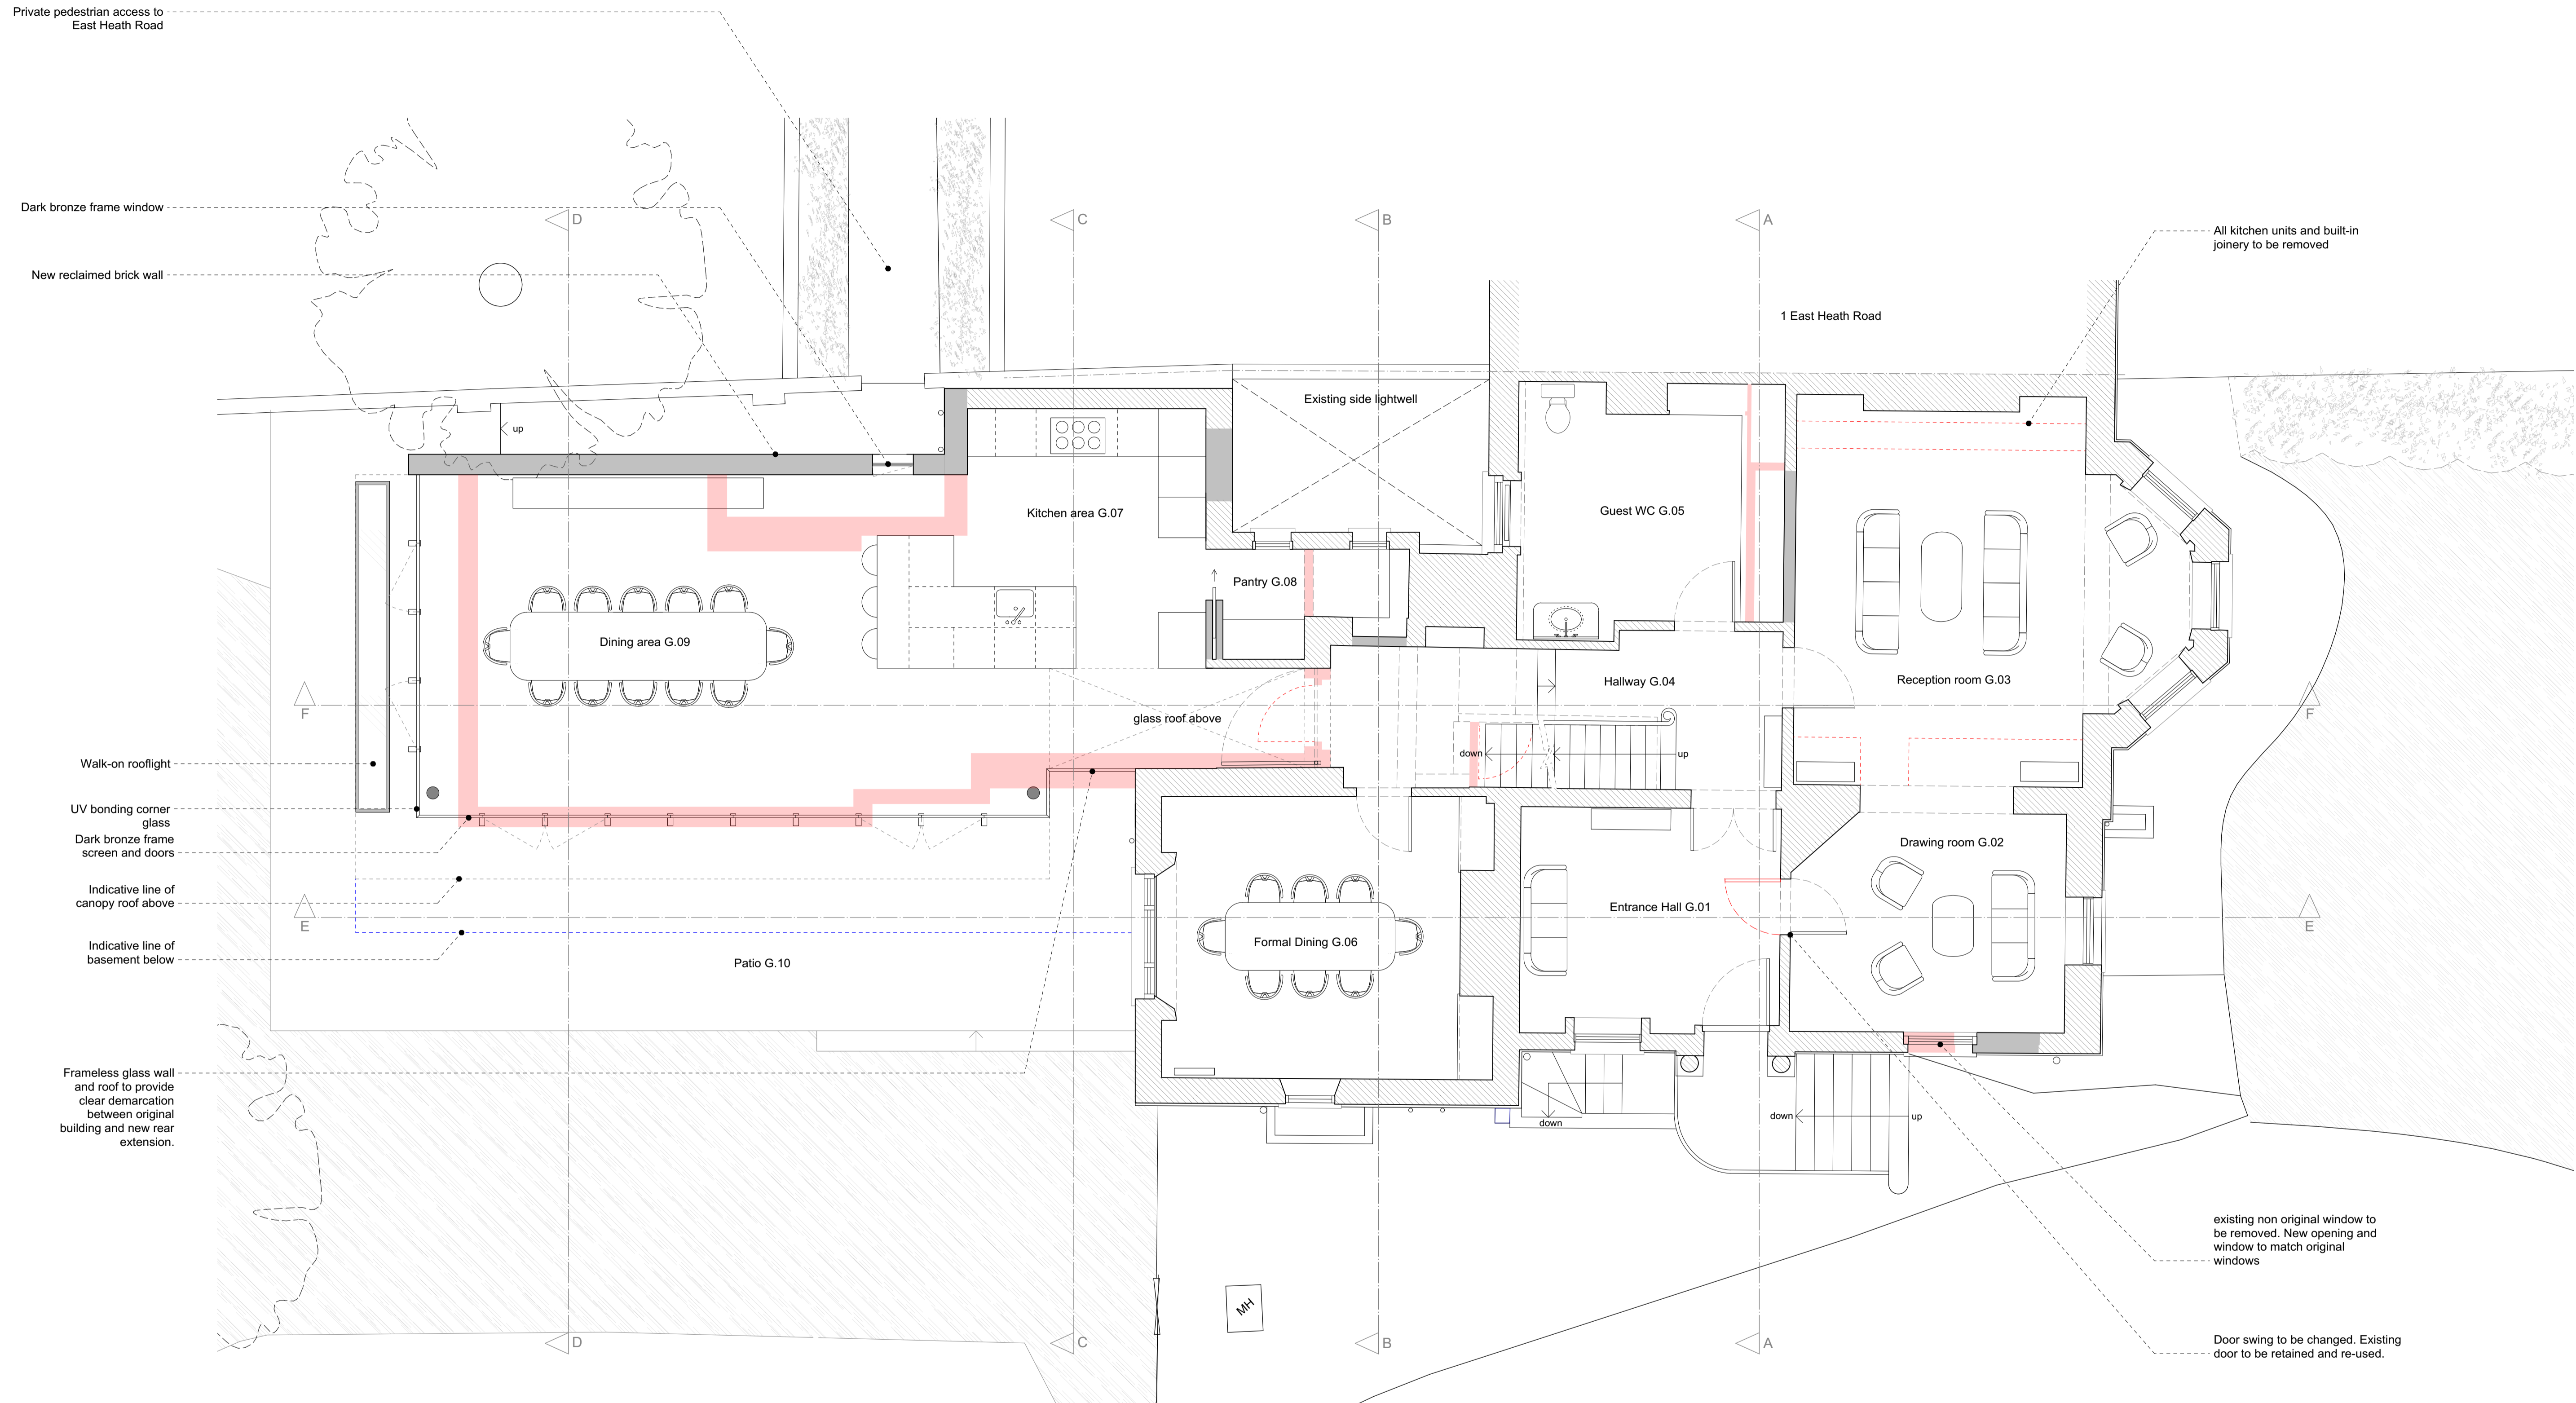 Private pedestrian access to
East Heath Road
Dark bronze frame window
D
C
B
A
All kitchen units and built-in
joinery to be removed
New reclaimed brick wall
1 East Heath Road
Existing side lightwell
up
Kitchen area G.07
Guest WC G.05
Pantry G.08
Dining area G.09
Hallway G.04
Reception room G.03
F
F
glass roof above
down
up
Walk-on rooflight
UV bonding corner
glass
Dark bronze frame
screen and doors
Drawing room G.02
Indicative line of
canopy roof above
Entrance Hall G.01
E
E
Formal Dining G.06
Indicative line of
basement below
Patio G.10
Frameless glass wall
and roof to provide
clear demarcation
between original
building and new rear
extension.
down
down
up
existing non original window to
be removed. New opening and
window to match original
windows
MH
D
C
B
A
Door swing to be changed. Existing
door to be retained and re-used.